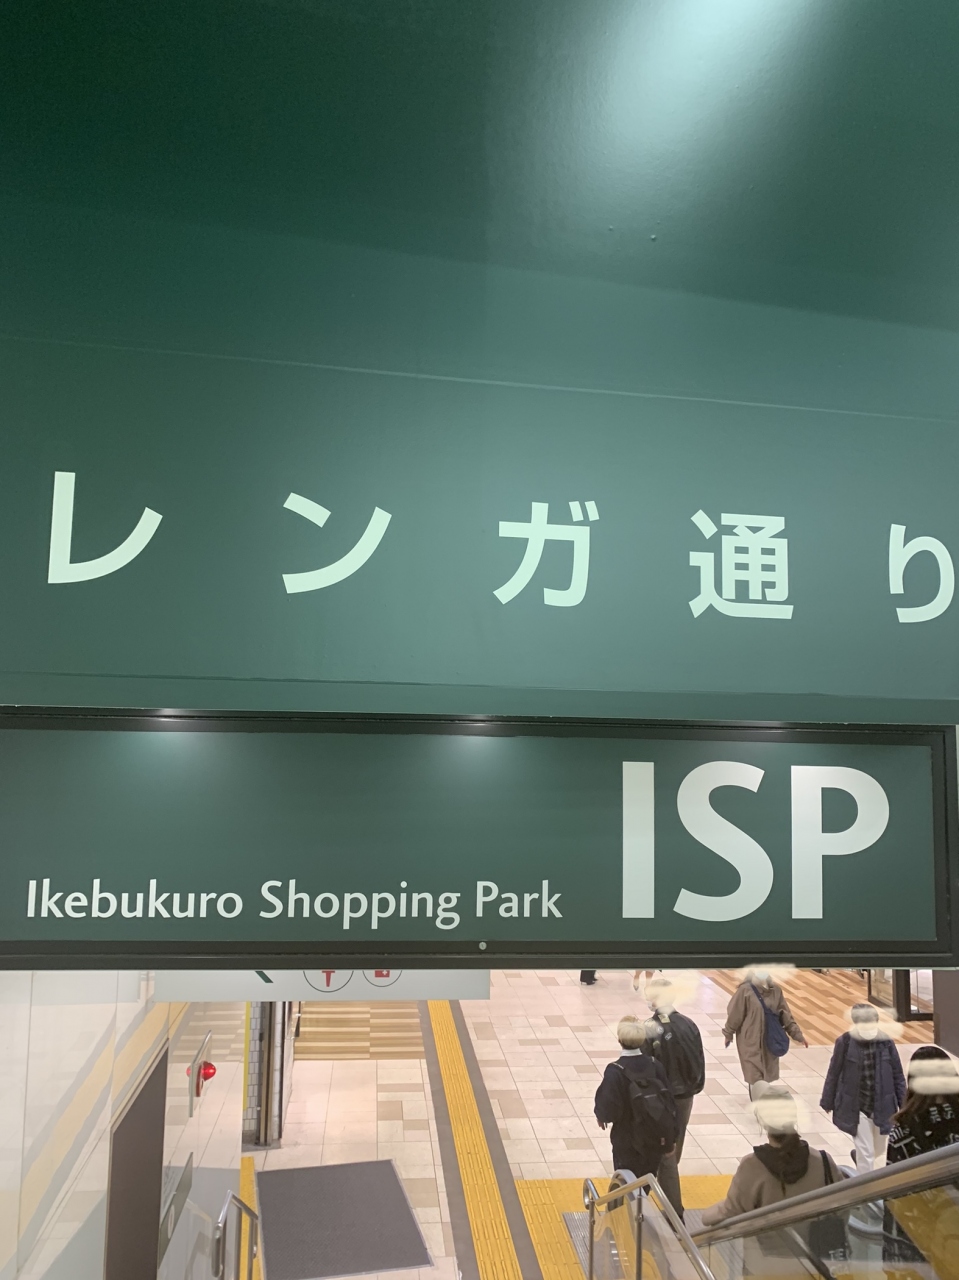 レンガ通り
Ikebukuro Shopping Park ISP